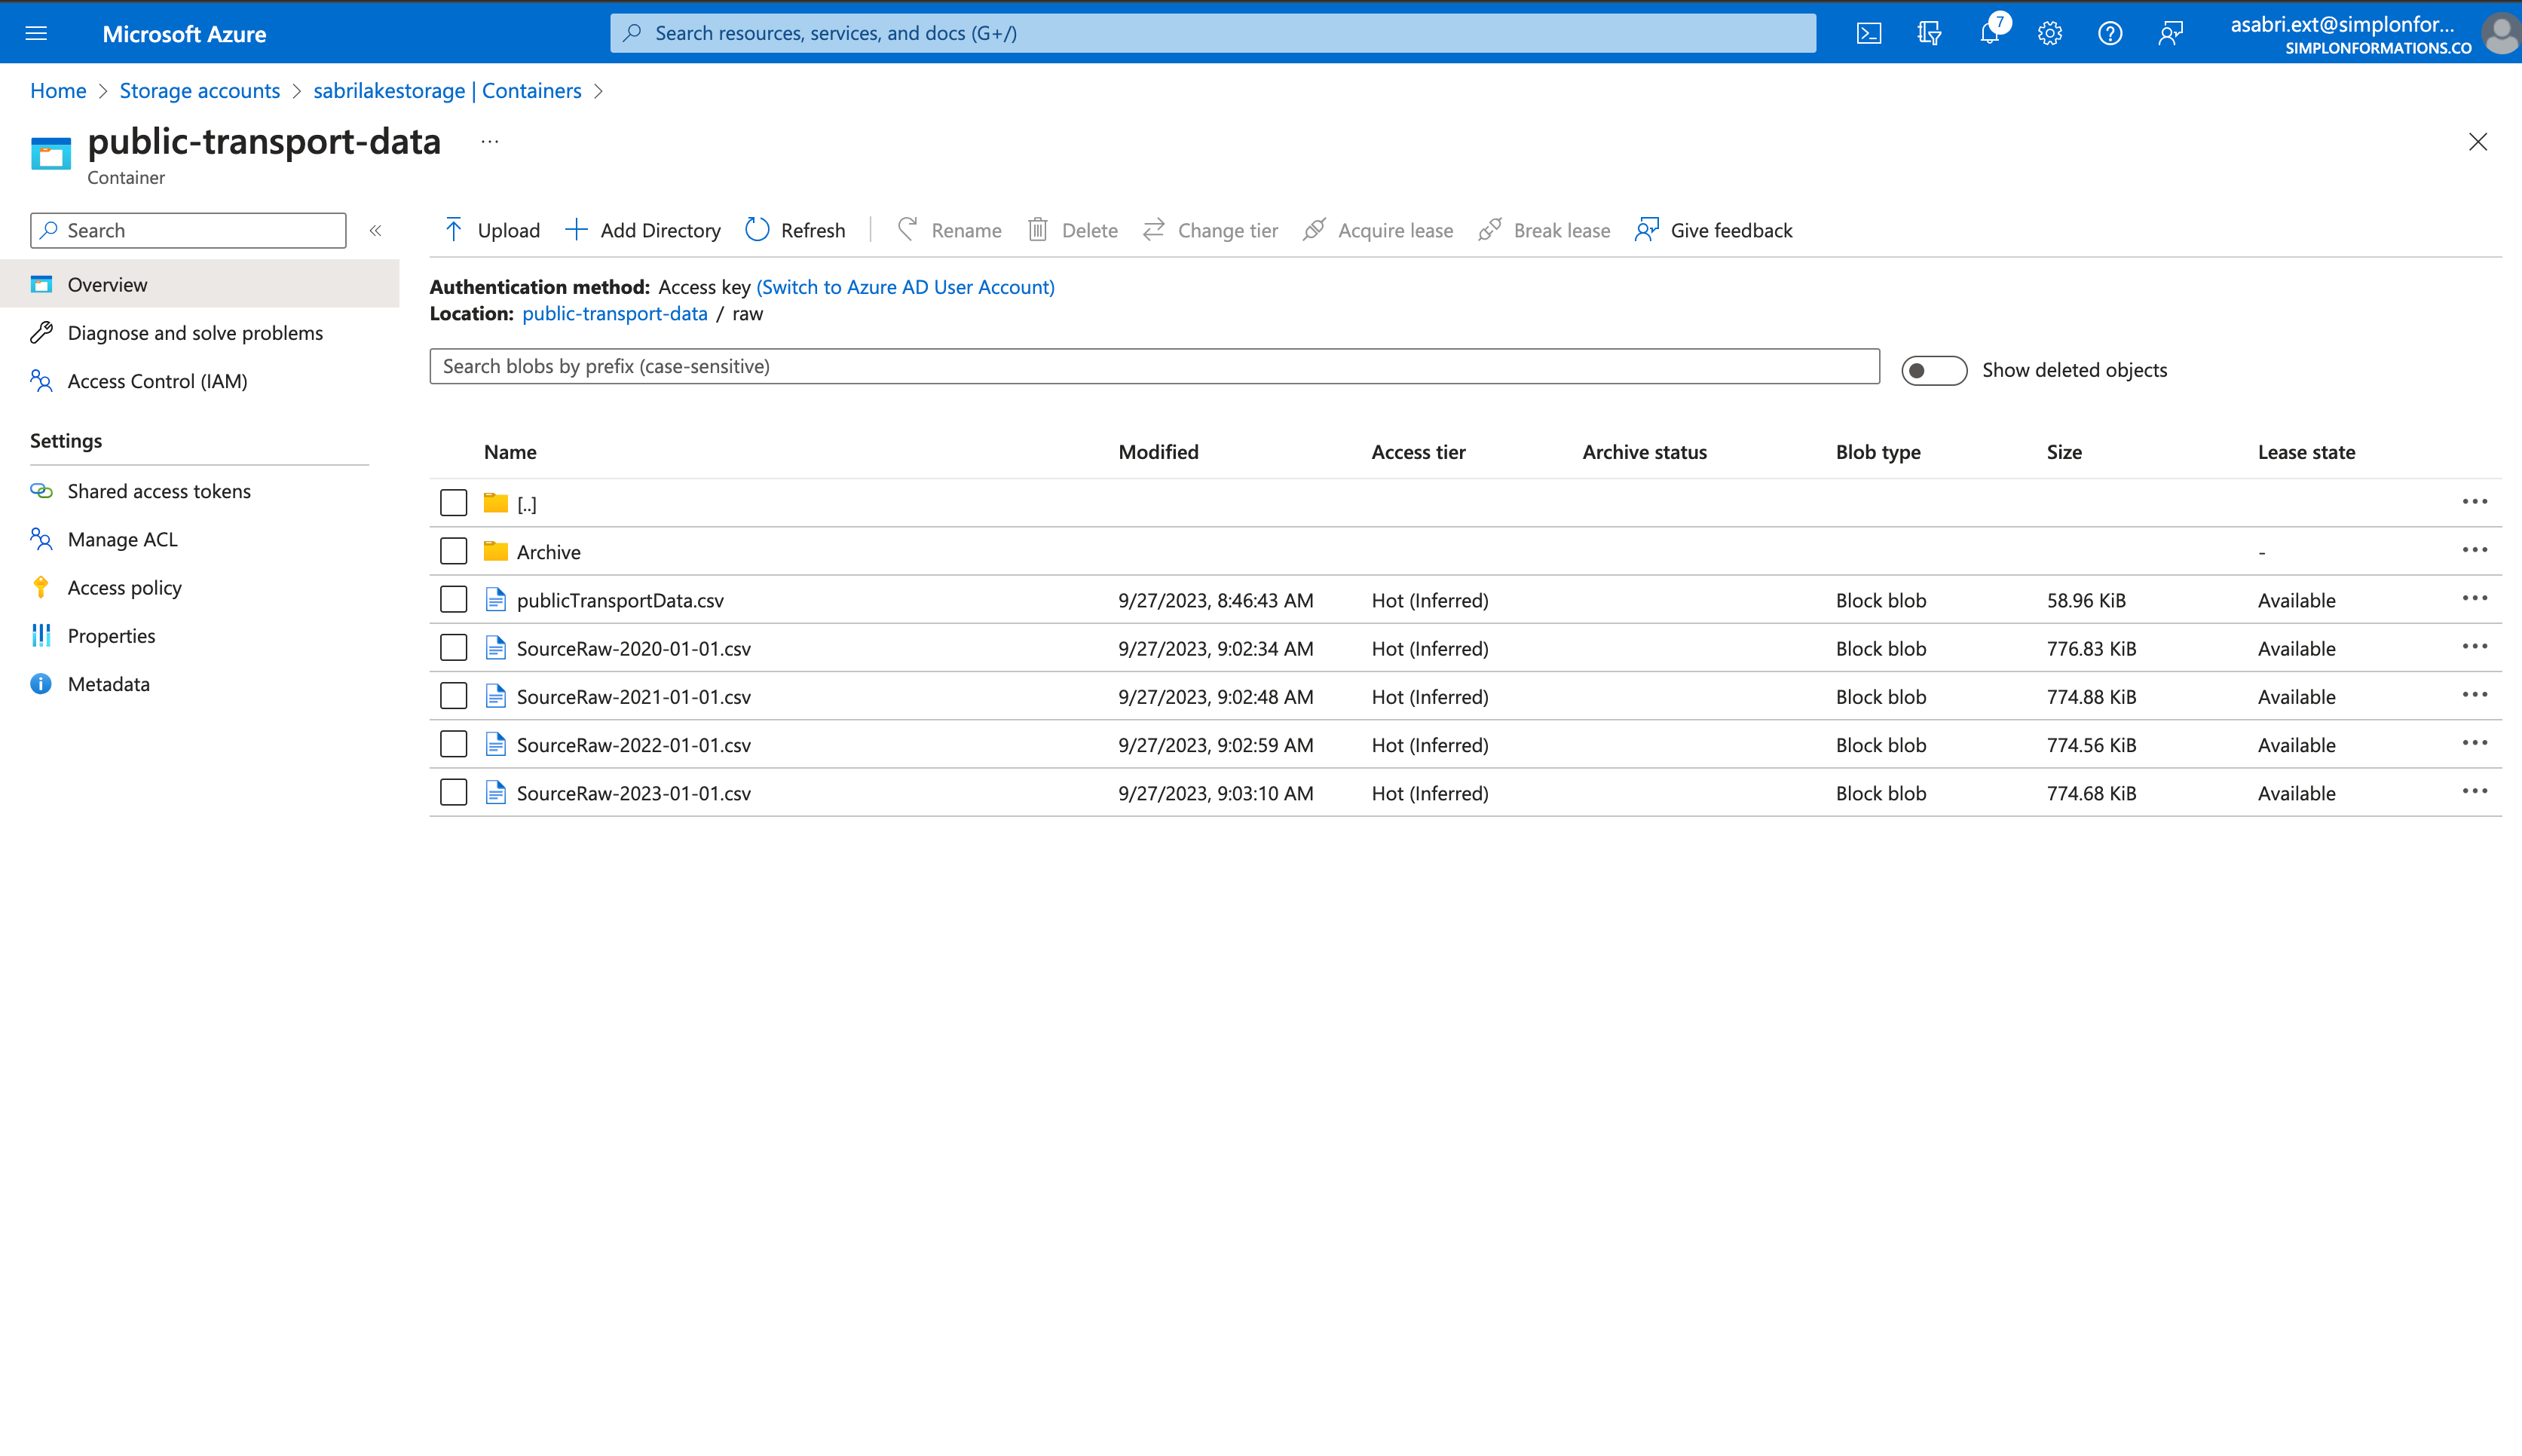 Microsoft Azure
Search resources, services, and docs (G+/)
7
asabri.ext@simplonfor...
SIMPLONFORMATIONS.CO
Home > Storage accounts > sabrilakestorage | Containers >
public-transport-data ...
Container
Search
Upload Add Directory Refresh Rename Delete Change tier Acquire lease Break lease Give feedback
Overview
Diagnose and solve problems
Access Control (IAM)
Settings
Shared access tokens
Manage ACL
Access policy
Properties
Metadata
Authentication method: Access key (Switch to Azure AD User Account)
Location: public-transport-data / raw
Search blobs by prefix (case-sensitive)
Show deleted objects
Name Modified Access tier Archive status Blob type Size Lease state
[..]
Archive -
publicTransportData.csv 9/27/2023, 8:46:43 AM Hot (Inferred) Block blob 58.96 KiB Available
SourceRaw-2020-01-01.csv 9/27/2023, 9:02:34 AM Hot (Inferred) Block blob 776.83 KiB Available
SourceRaw-2021-01-01.csv 9/27/2023, 9:02:48 AM Hot (Inferred) Block blob 774.88 KiB Available
SourceRaw-2022-01-01.csv 9/27/2023, 9:02:59 AM Hot (Inferred) Block blob 774.56 KiB Available
SourceRaw-2023-01-01.csv 9/27/2023, 9:03:10 AM Hot (Inferred) Block blob 774.68 KiB Available